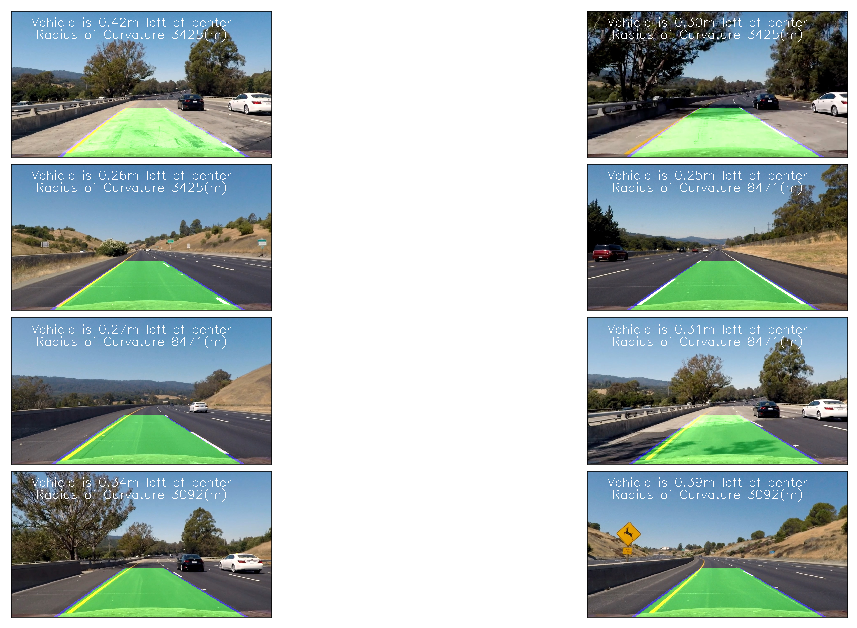 Vehicle is 0.42m left of center
Radius of Curvature 3425(m)
Vehicle is 0.30m left of center
Radius of Curvature 3425(m)
Vehicle is 0.26m left of center
Radius of Curvature 3425(m)
Vehicle is 0.25m left of center
Radius of Curvature 6471(m)
Vehicle is 0.27m left of center
Radius of Curvature 6471(m)
Vehicle is 0.31m left of center
Radius of Curvature 6471(m)
Vehicle is 0.34m left of center
Radius of Curvature 3092(m)
Vehicle is 0.39m left of center
Radius of Curvature 3092(m)